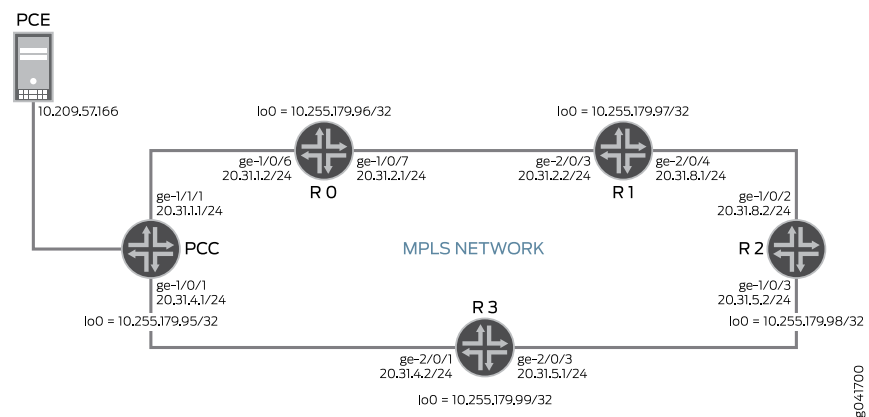 PCE
10.209.57.166
lo0 = 10.255.179.96/32
lo0 = 10.255.179.97/32
ge-1/0/6
20.31.1.2/24
ge-1/0/7
20.31.2.1/24
R 0
ge-2/0/3
20.31.2.2/24
ge-2/0/4
20.31.8.1/24
R 1
ge-1/1/1
20.31.1.1/24
ge-1/0/2
20.31.8.2/24
PCC
MPLS NETWORK
R 2
ge-1/0/1
20.31.4.1/24
ge-1/0/3
20.31.5.2/24
lo0 = 10.255.179.95/32
R 3
lo0 = 10.255.179.98/32
ge-2/0/1
20.31.4.2/24
ge-2/0/3
20.31.5.1/24
lo0 = 10.255.179.99/32
g041700